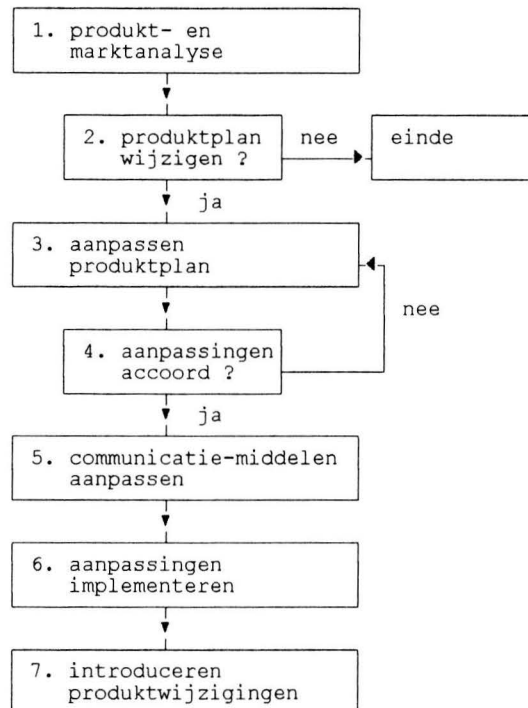 1. produkt- en
marktanalyse
2. produktplan
wijzigen ?
nee
einde
ja
3. aanpassen
produktplan
nee
4. aanpassingen
accoord ?
ja
5. communicatie-middelen
aanpassen
6. aanpassingen
implementeren
7. introduceren
produktwijzigingen